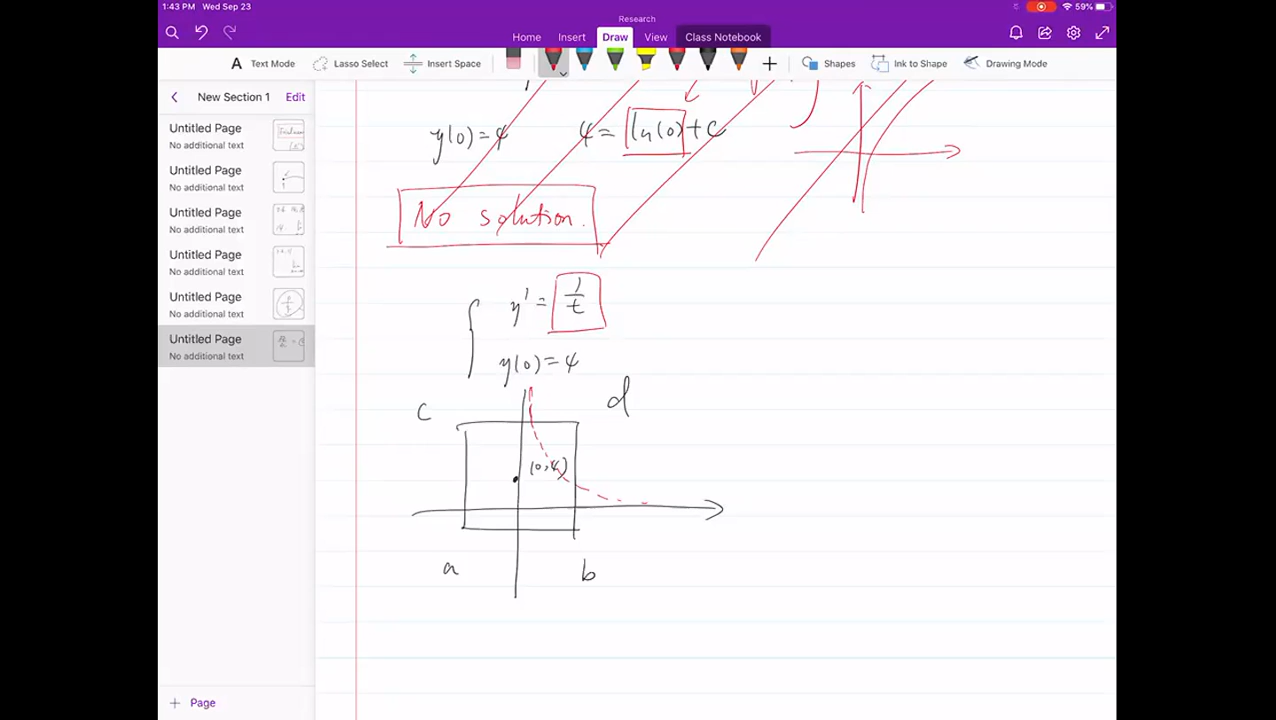 1:43 PM Wed Sep 23
59%
Research
Home Insert Draw View Class Notebook
Text Mode Lasso Select Insert Space Shapes Ink to Shape Drawing Mode
New Section 1 Edit
Untitled Page
No additional text
Untitled Page
No additional text
Untitled Page
No additional text
Untitled Page
No additional text
Untitled Page
No additional text
Untitled Page
No additional text
Page
y(0)=4 4= ln(0)+C
No solution.
y' = 1/t
y(0)=4
c d
(0,4)
a b